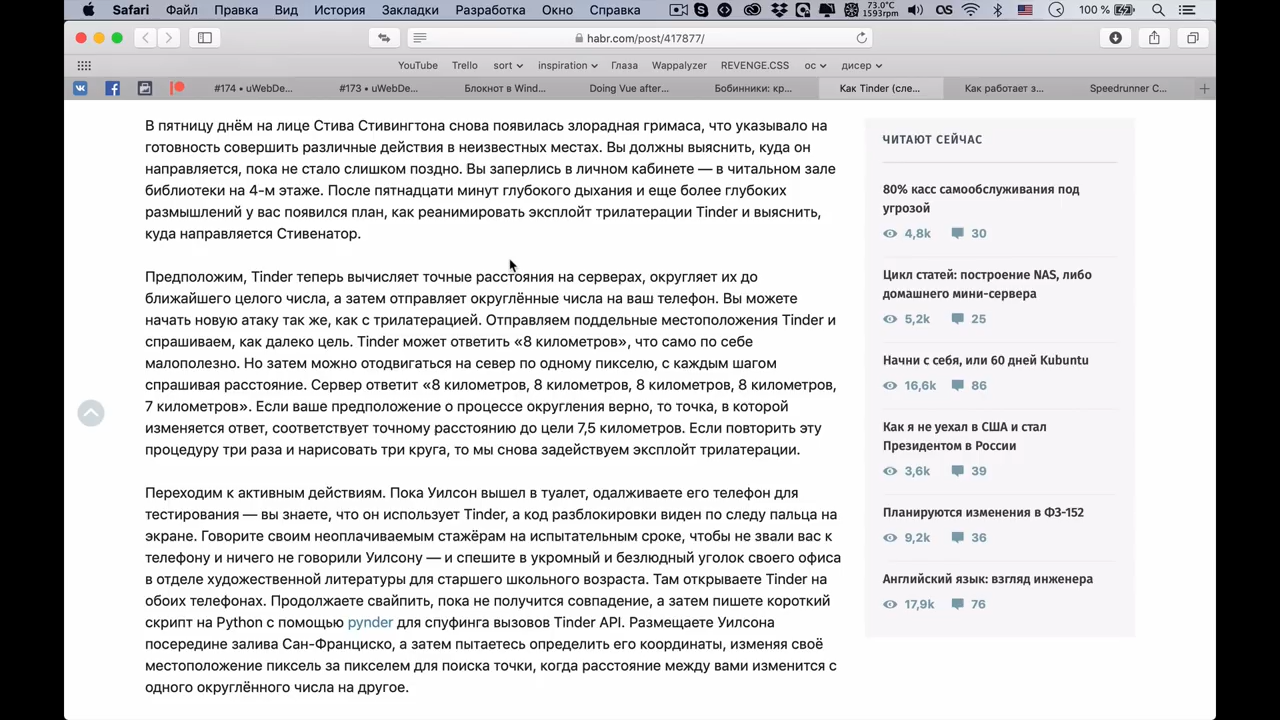 Safari Файл Правка Вид История Закладки Разработка Окно Справка 73.0°C 1593rpm 100 %
habr.com/post/417877/
YouTube Trello sort inspiration Глаза Wappalyzer REVENGE.CSS ос дисер
#174 • uWebDe... #173 • uWebDe... Блокнот в Wind... Doing Vue after... Бобинники: кр... Как Tinder (сле... Как работает з... Speedrunner C...
В пятницу днём на лице Стива Стивингтона снова появилась злорадная гримаса, что указывало на
готовность совершить различные действия в неизвестных местах. Вы должны выяснить, куда он
направляется, пока не стало слишком поздно. Вы заперлись в личном кабинете — в читальном зале
библиотеки на 4-м этаже. После пятнадцати минут глубокого дыхания и еще более глубоких
размышлений у вас появился план, как реанимировать эксплойт трилатерации Tinder и выяснить,
куда направляется Стивенатор.
Предположим, Tinder теперь вычисляет точные расстояния на серверах, округляет их до
ближайшего целого числа, а затем отправляет округлённые числа на ваш телефон. Вы можете
начать новую атаку так же, как с трилатерацией. Отправляем поддельные местоположения Tinder и
спрашиваем, как далеко цель. Tinder может ответить «8 километров», что само по себе
малополезно. Но затем можно отодвигаться на север по одному пикселю, с каждым шагом
спрашивая расстояние. Сервер ответит «8 километров, 8 километров, 8 километров, 8 километров,
7 километров». Если ваше предположение о процессе округления верно, то точка, в которой
изменяется ответ, соответствует точному расстоянию до цели 7,5 километров. Если повторить эту
процедуру три раза и нарисовать три круга, то мы снова задействуем эксплойт трилатерации.
Переходим к активным действиям. Пока Уилсон вышел в туалет, одалживаете его телефон для
тестирования — вы знаете, что он использует Tinder, а код разблокировки виден по следу пальца на
экране. Говорите своим неоплачиваемым стажёрам на испытательным сроке, чтобы не звали вас к
телефону и ничего не говорили Уилсону — и спешите в укромный и безлюдный уголок своего офиса
в отделе художественной литературы для старшего школьного возраста. Там открываете Tinder на
обоих телефонах. Продолжаете свайпить, пока не получится совпадение, а затем пишете короткий
скрипт на Python с помощью pynder для спуфинга вызовов Tinder API. Размещаете Уилсона
посередине залива Сан-Франциско, а затем пытаетесь определить его координаты, изменяя своё
местоположение пиксель за пикселем для поиска точки, когда расстояние между вами изменится с
одного округлённого числа на другое.
ЧИТАЮТ СЕЙЧАС
80% касс самообслуживания под
угрозой
4,8k 30
Цикл статей: построение NAS, либо
домашнего мини-сервера
5,2k 25
Начни с себя, или 60 дней Kubuntu
16,6k 86
Как я не уехал в США и стал
Президентом в России
3,6k 39
Планируются изменения в ФЗ-152
9,2k 36
Английский язык: взгляд инженера
17,9k 76